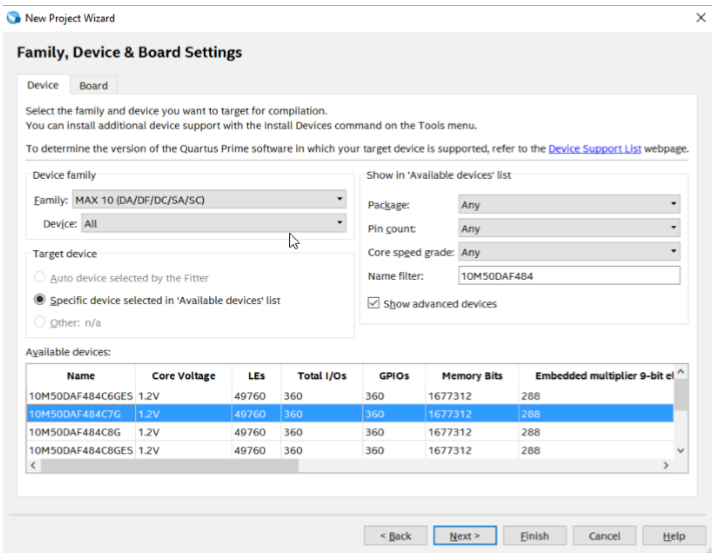 New Project Wizard
Family, Device & Board Settings
Device Board
Select the family and device you want to target for compilation.
You can install additional device support with the Install Devices command on the Tools menu.
To determine the version of the Quartus Prime software in which your target device is supported, refer to the Device Support List webpage.
Device family
Family: MAX 10 (DA/DF/DC/SA/SC)
Device: All
Target device
Auto device selected by the Fitter
Specific device selected in 'Available devices' list
Other: n/a
Show in 'Available devices' list
Package: Any
Pin count: Any
Core speed grade: Any
Name filter: 10M50DAF484
Show advanced devices
Available devices:
Name Core Voltage LEs Total I/Os GPIOs Memory Bits Embedded multiplier 9-bit el
10M50DAF484C6GES 1.2V 49760 360 360 1677312 288
10M50DAF484C7G 1.2V 49760 360 360 1677312 288
10M50DAF484C8G 1.2V 49760 360 360 1677312 288
10M50DAF484C8GES 1.2V 49760 360 360 1677312 288
< Back Next > Finish Cancel Help